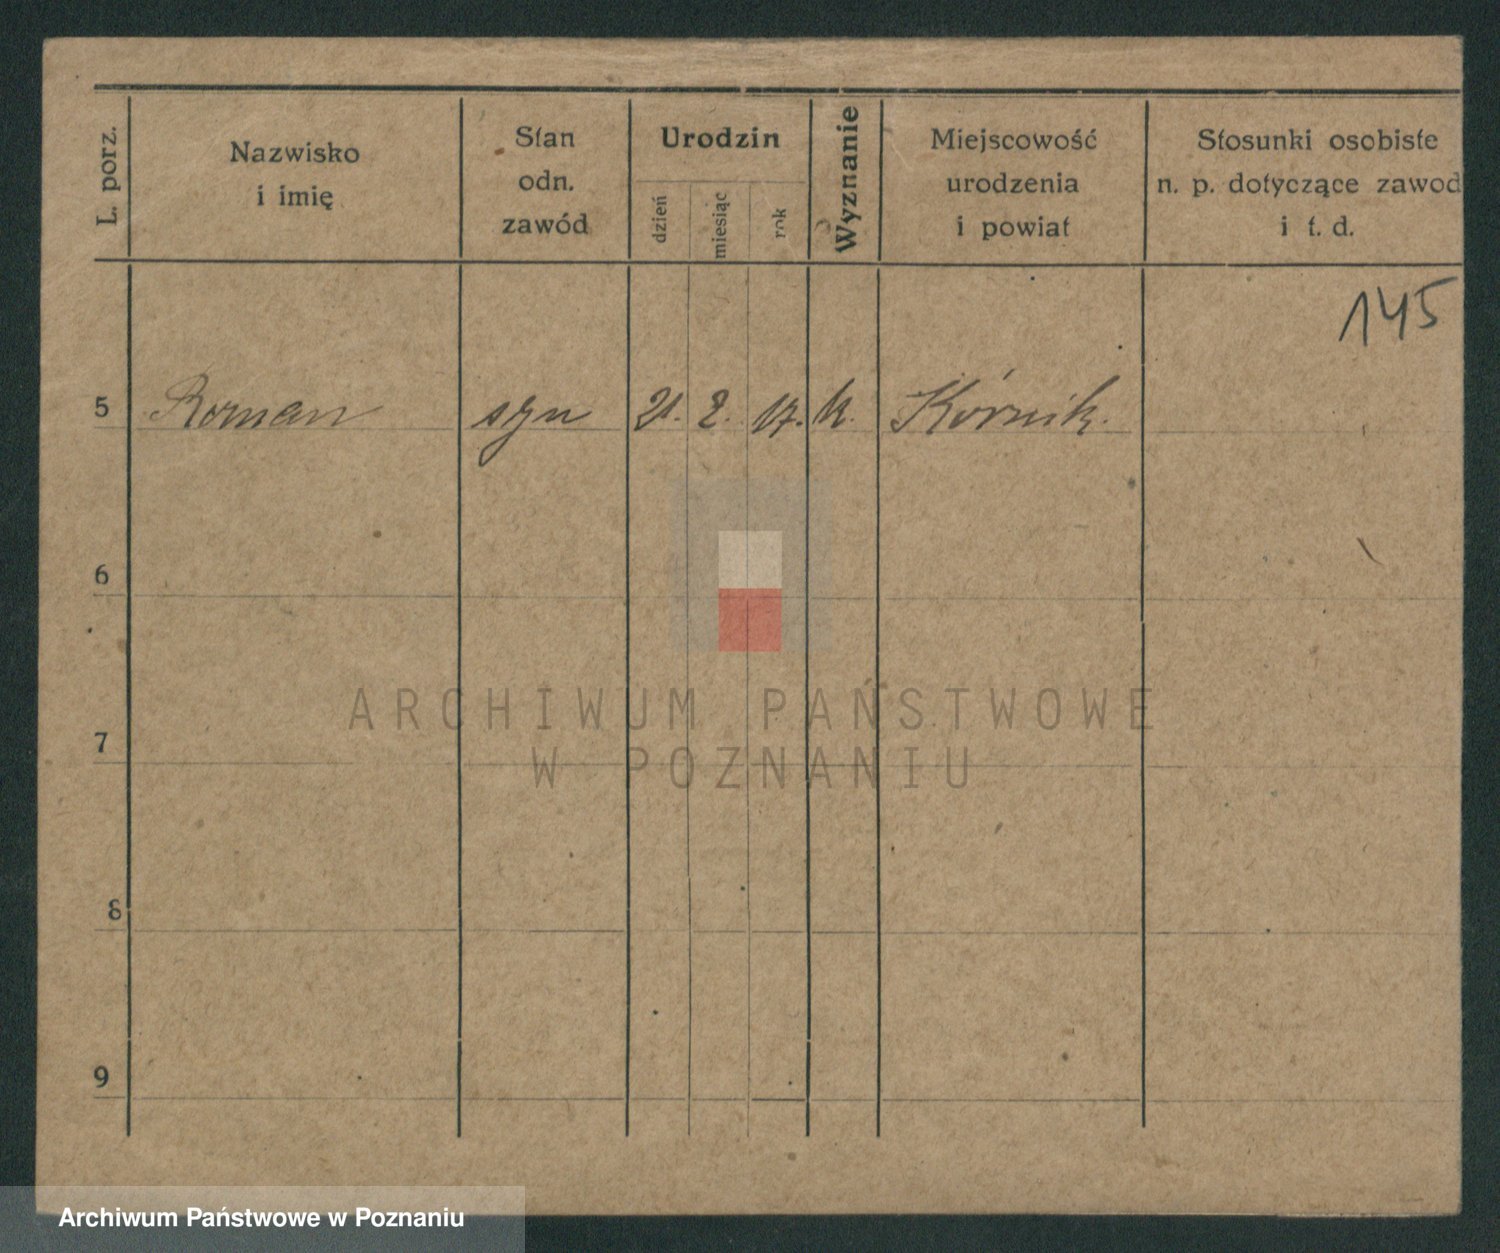 L. porz.
Nazwisko
i imię
Stan
odn.
zawód
Urodzin
dzień
miesiąc
rok
Wyznanie
Miejscowość
urodzenia
i powiat
Stosunki osobiste
n. p. dotyczące zawod
i t. d.
145
5 Roman syn 21. 2. 17. k. Kórnik.
6
7
8
9
ARCHIWUM PAŃSTWOWE
W POZNANIU
Archiwum Państwowe w Poznaniu